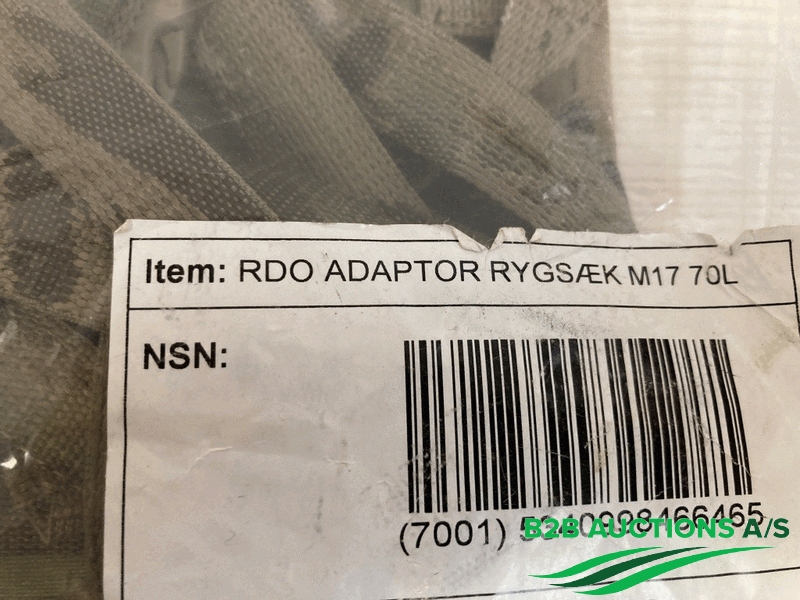 Item: RDO ADAPTOR RYGSÆK M17 70L
NSN:
(7001)
B2B AUCTIONS A/S